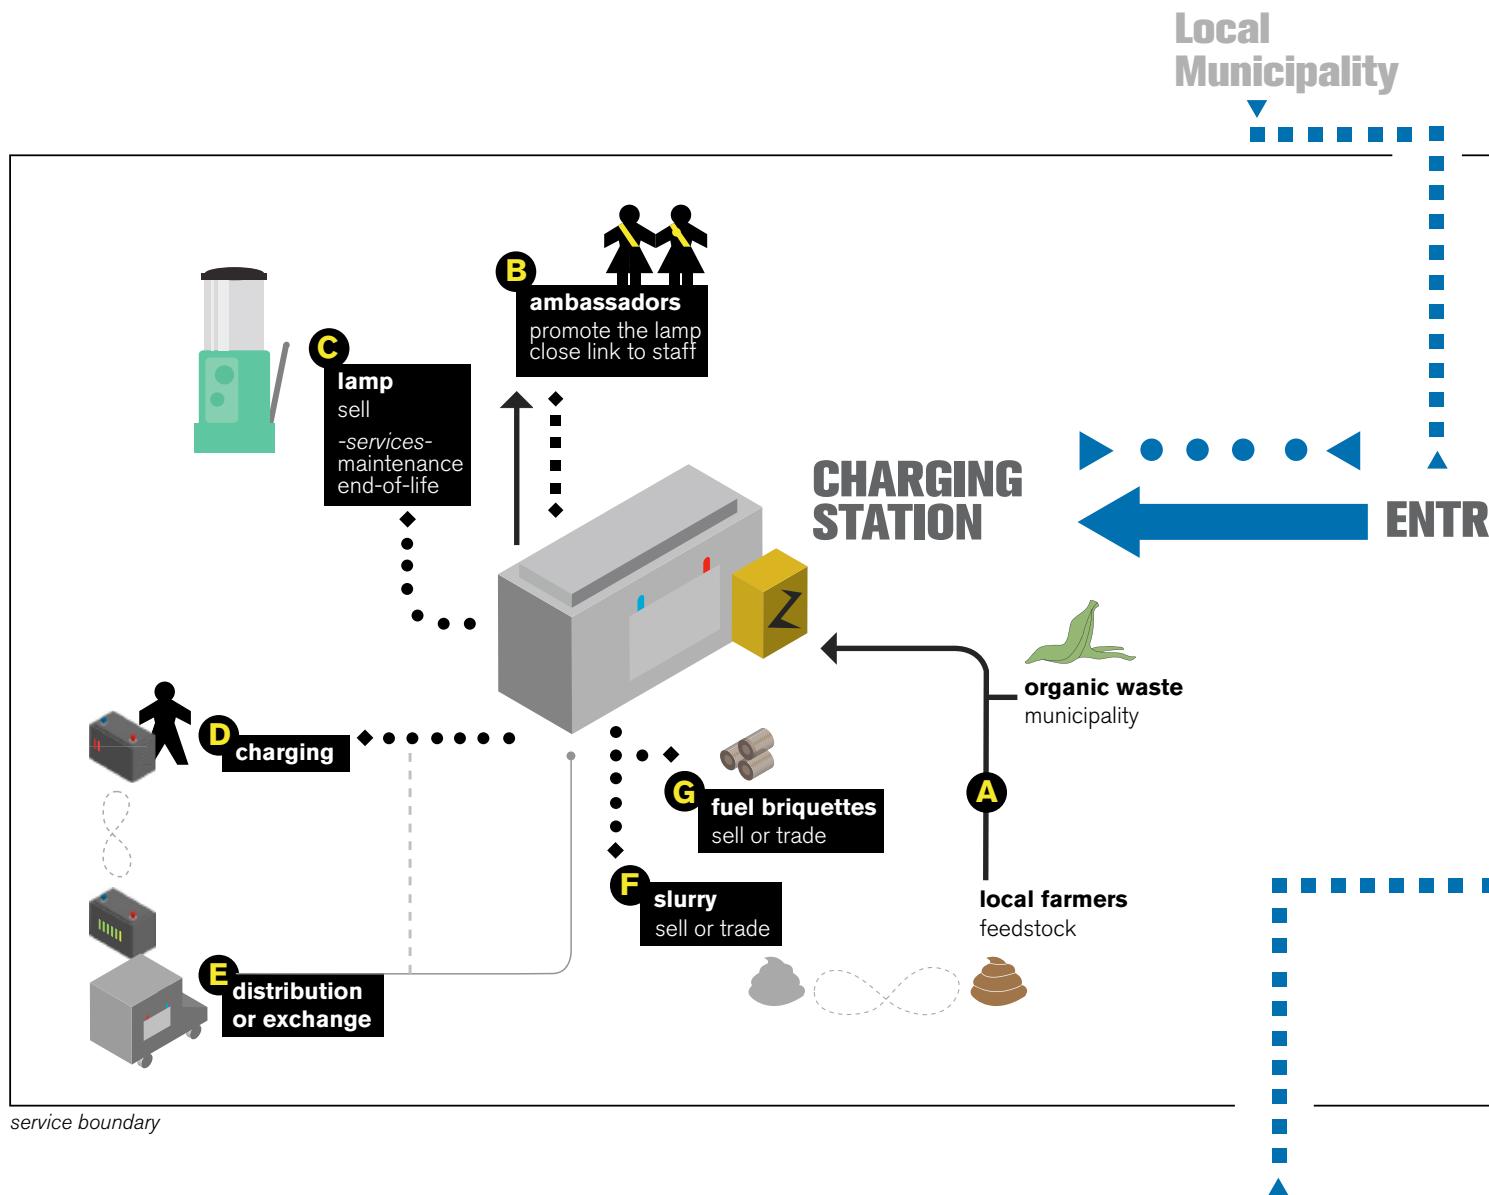 Local
Municipality
B
ambassadors
promote the lamp
close link to staff
C
lamp
sell
-services-
maintenance
end-of-life
CHARGING
STATION
ENTR
organic waste
municipality
D
charging
G
fuel briquettes
sell or trade
A
F
slurry
sell or trade
local farmers
feedstock
E
distribution
or exchange
service boundary